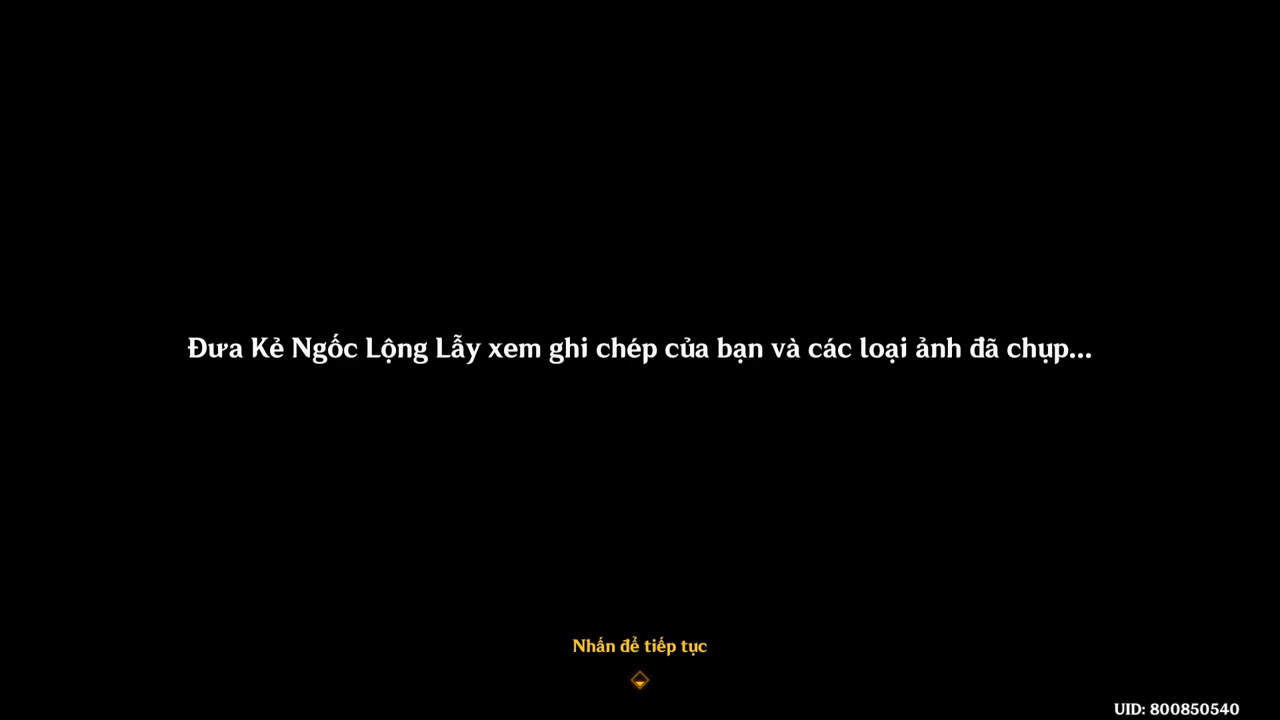 Đưa Kẻ Ngốc Lộng Lẫy xem ghi chép của bạn và các loại ảnh đã chụp...
Nhấn để tiếp tục
UID: 800850540